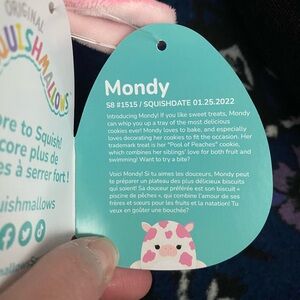 ORIGINAL
SQUISHMALLOWS
ore to Squish!
core plus de
es à serrer fort!
uishmallows
mallows
Mondy
S8 #1515 / SQUISHDATE 01.25.2022
Introducing Mondy! If you like sweet treats, Mondy
can whip you up a tray of the most delicious
cookies ever! Mondy loves to bake, and especially
loves decorating her cookies to fit the occasion. Her
trademark treat is her "Pool of Peaches" cookie,
which combines her siblings' love for both fruit and
swimming! Want to try a bite?
Voici Mondy! Si tu aimes les douceurs, Mondy peut
te préparer un plateau des plus délicieux biscuits
qui soient! Sa douceur préférée est son biscuit «
piscine de pêches », qui combine l'amour de ses
frères et sœurs pour les fruits et la natation! Tu
veux en goûter une bouchée?